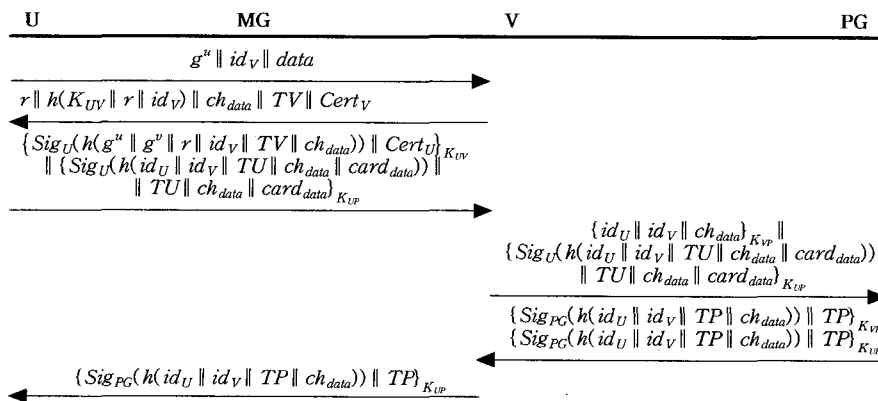 U MG V PG
g^u ‖ id_V ‖ data
r ‖ h(K_UV ‖ r ‖ id_V) ‖ ch_data ‖ TV ‖ Cert_V
{Sig_U(h(g^u ‖ g^v ‖ r ‖ id_V ‖ TV ‖ ch_data)) ‖ Cert_U}_K_UV
‖ {Sig_U(h(id_U ‖ id_V ‖ TU ‖ ch_data ‖ card_data)) ‖
‖ TU ‖ ch_data ‖ card_data}_K_UP
{id_U ‖ id_V ‖ ch_data}_K_VP ‖
{Sig_U(h(id_U ‖ id_V ‖ TU ‖ ch_data ‖ card_data))
‖ TU ‖ ch_data ‖ card_data}_K_UP
{Sig_PG(h(id_U ‖ id_V ‖ TP ‖ ch_data)) ‖ TP}_K_VP
{Sig_PG(h(id_U ‖ id_V ‖ TP ‖ ch_data)) ‖ TP}_K_UP
{Sig_PG(h(id_U ‖ id_V ‖ TP ‖ ch_data)) ‖ TP}_K_UP